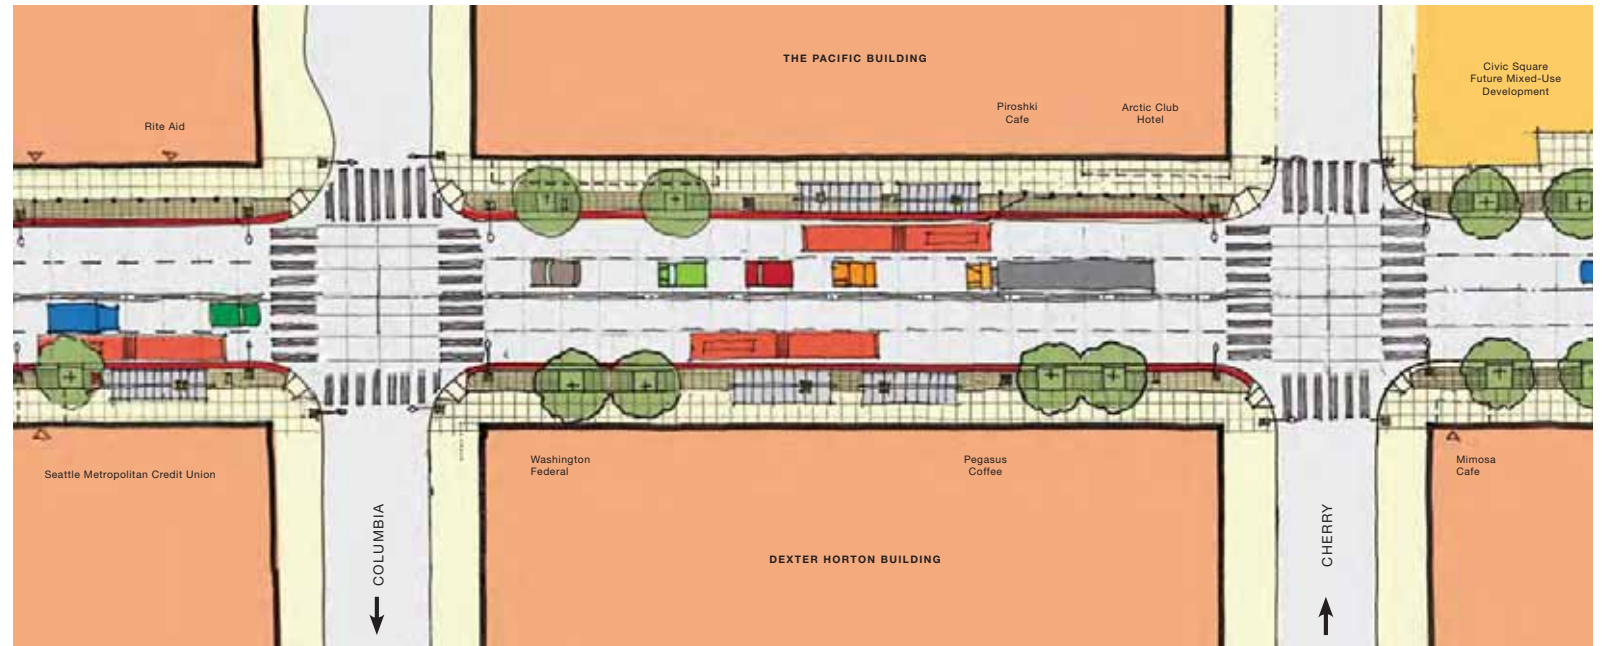 THE PACIFIC BUILDING
Civic Square
Future Mixed-Use
Development
Piroshki
Cafe
Arctic Club
Hotel
Rite Aid
Seattle Metropolitan Credit Union
Washington
Federal
Pegasus
Coffee
Mimosa
Cafe
COLUMBIA
CHERRY
DEXTER HORTON BUILDING